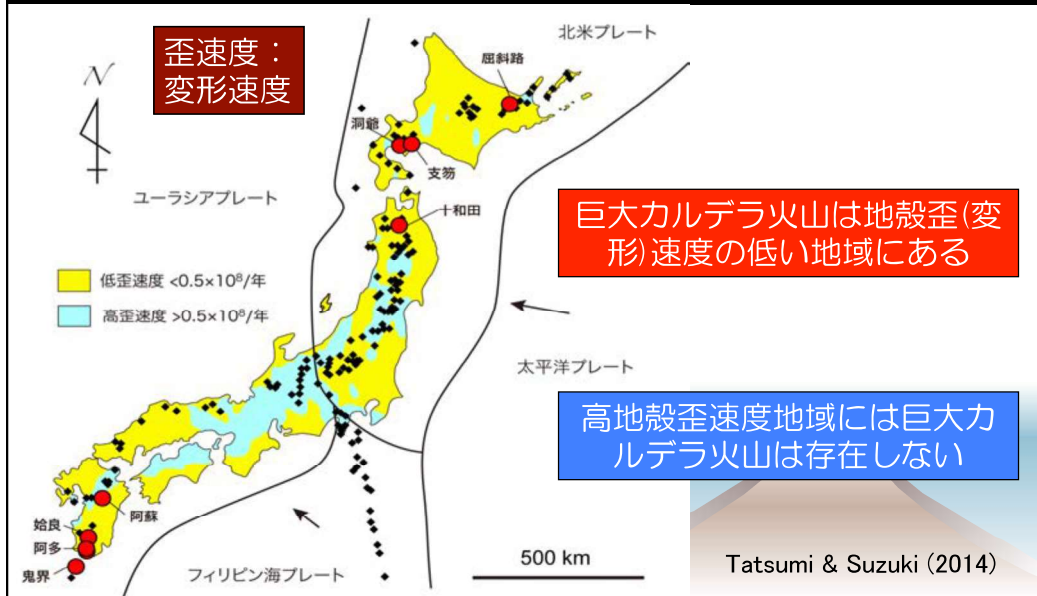 歪速度：
変形速度
北米プレート
屈斜路
N
洞爺
支笏
ユーラシアプレート
十和田
巨大カルデラ火山は地殻歪(変
形)速度の低い地域にある
低歪速度 <0.5×10⁸/年
高歪速度 >0.5×10⁸/年
太平洋プレート
高地殻歪速度地域には巨大カ
ルデラ火山は存在しない
阿蘇
姶良
阿多
鬼界
フィリピン海プレート
500 km
Tatsumi & Suzuki (2014)